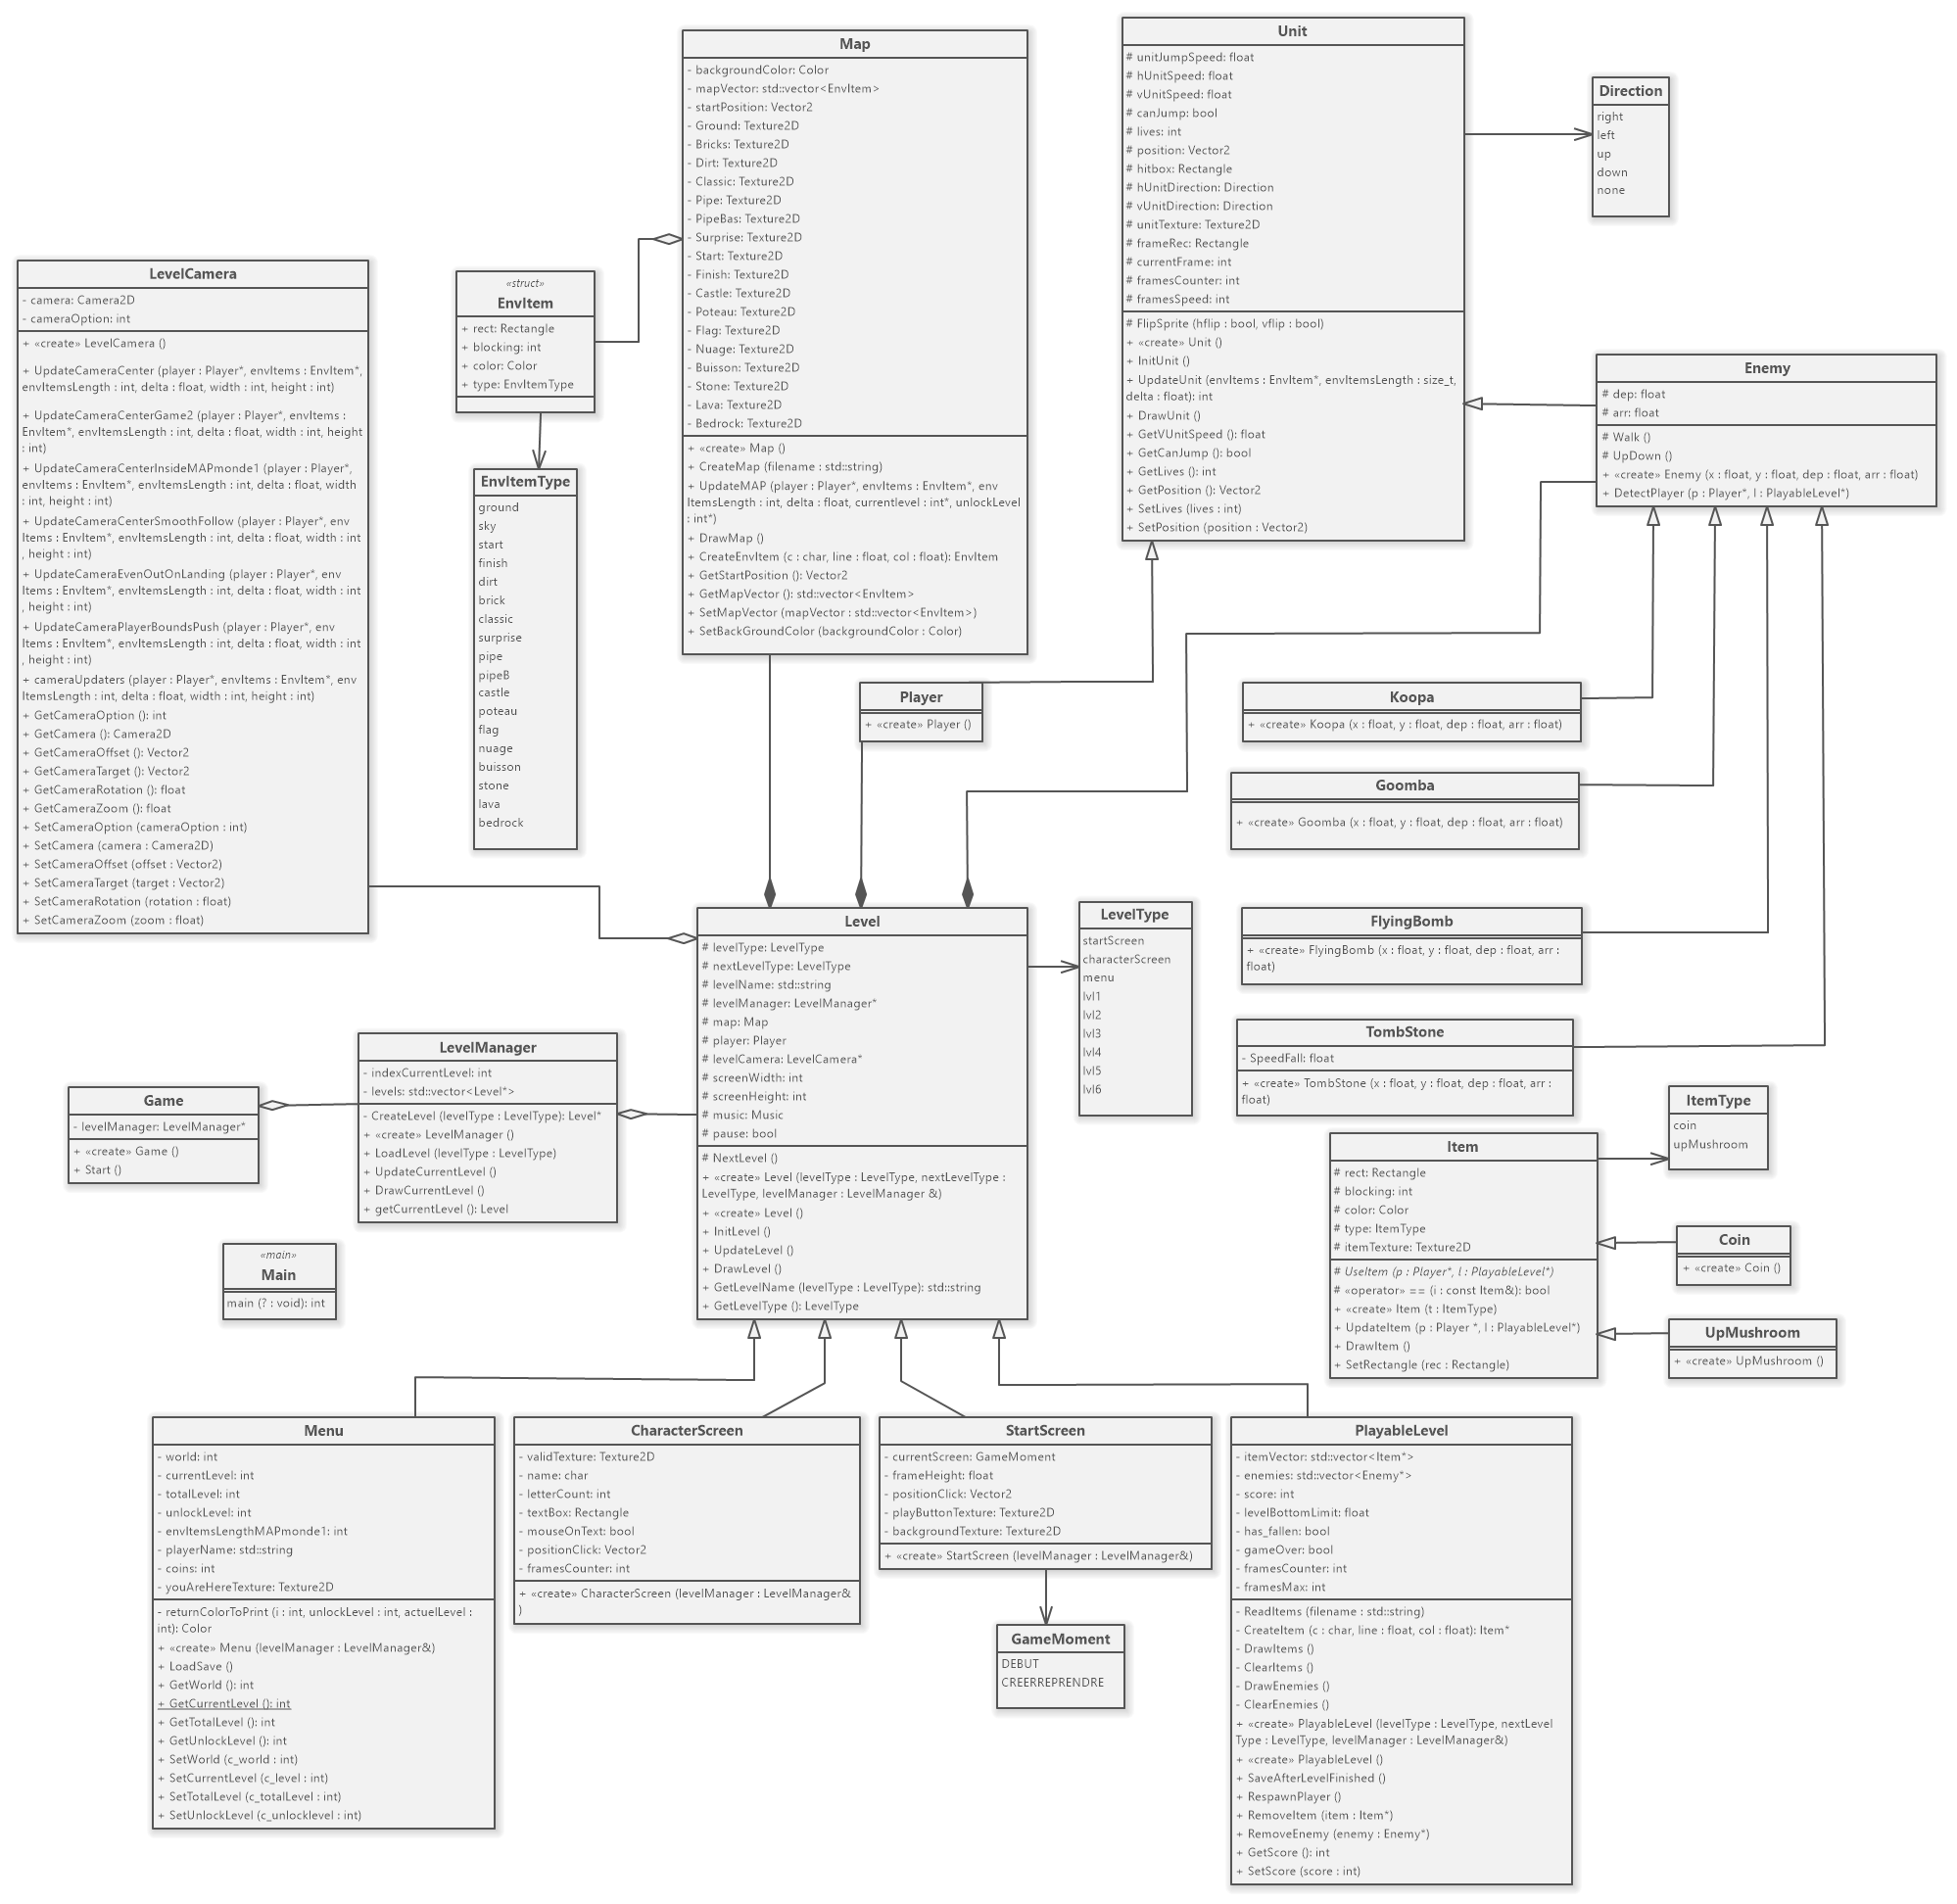 Map
- backgroundColor: Color
- mapVector: std::vector<EnvItem>
- startPosition: Vector2
- Ground: Texture2D
- Bricks: Texture2D
- Dirt: Texture2D
- Classic: Texture2D
- Pipe: Texture2D
- PipeBas: Texture2D
- Surprise: Texture2D
- Start: Texture2D
- Finish: Texture2D
- Castle: Texture2D
- Poteau: Texture2D
- Flag: Texture2D
- Nuage: Texture2D
- Buisson: Texture2D
- Stone: Texture2D
- Lava: Texture2D
- Bedrock: Texture2D
+ «create» Map ()
+ CreateMap (filename : std::string)
+ UpdateMAP (player : Player*, envItems : EnvItem*, env
ItemsLength : int, delta : float, currentlevel : int*, unlockLevel
: int*)
+ DrawMap ()
+ CreateEnvItem (c : char, line : float, col : float): EnvItem
+ GetStartPosition (): Vector2
+ GetMapVector (): std::vector<EnvItem>
+ SetMapVector (mapVector : std::vector<EnvItem>)
+ SetBackGroundColor (backgroundColor : Color)
Unit
# unitJumpSpeed: float
# hUnitSpeed: float
# vUnitSpeed: float
# canJump: bool
# lives: int
# position: Vector2
# hitbox: Rectangle
# hUnitDirection: Direction
# vUnitDirection: Direction
# unitTexture: Texture2D
# frameRec: Rectangle
# currentFrame: int
# framesCounter: int
# framesSpeed: int
# FlipSprite (hflip : bool, vflip : bool)
+ «create» Unit ()
+ InitUnit ()
+ UpdateUnit (envItems : EnvItem*, envItemsLength : size_t,
delta : float): int
+ DrawUnit ()
+ GetVUnitSpeed (): float
+ GetCanJump (): bool
+ GetLives (): int
+ GetPosition (): Vector2
+ SetLives (lives : int)
+ SetPosition (position : Vector2)
Direction
right
left
up
down
none
LevelCamera
- camera: Camera2D
- cameraOption: int
+ «create» LevelCamera ()
+ UpdateCameraCenter (player : Player*, envItems : EnvItem*,
envItemsLength : int, delta : float, width : int, height : int)
+ UpdateCameraCenterGame2 (player : Player*, envItems :
EnvItem*, envItemsLength : int, delta : float, width : int, height
: int)
+ UpdateCameraCenterInsideMAPmonde1 (player : Player*,
envItems : EnvItem*, envItemsLength : int, delta : float, width
: int, height : int)
+ UpdateCameraCenterSmoothFollow (player : Player*, env
Items : EnvItem*, envItemsLength : int, delta : float, width : int
, height : int)
+ UpdateCameraEvenOutOnLanding (player : Player*, env
Items : EnvItem*, envItemsLength : int, delta : float, width : int
, height : int)
+ UpdateCameraPlayerBoundsPush (player : Player*, env
Items : EnvItem*, envItemsLength : int, delta : float, width : int
, height : int)
+ cameraUpdaters (player : Player*, envItems : EnvItem*, env
ItemsLength : int, delta : float, width : int, height : int)
+ GetCameraOption (): int
+ GetCamera (): Camera2D
+ GetCameraOffset (): Vector2
+ GetCameraTarget (): Vector2
+ GetCameraRotation (): float
+ GetCameraZoom (): float
+ SetCameraOption (cameraOption : int)
+ SetCamera (camera : Camera2D)
+ SetCameraOffset (offset : Vector2)
+ SetCameraTarget (target : Vector2)
+ SetCameraRotation (rotation : float)
+ SetCameraZoom (zoom : float)
«struct»
EnvItem
+ rect: Rectangle
+ blocking: int
+ color: Color
+ type: EnvItemType
EnvItemType
ground
sky
start
finish
dirt
brick
classic
surprise
pipe
pipeB
castle
poteau
flag
nuage
buisson
stone
lava
bedrock
Enemy
# dep: float
# arr: float
# Walk ()
# UpDown ()
+ «create» Enemy (x : float, y : float, dep : float, arr : float)
+ DetectPlayer (p : Player*, l : PlayableLevel*)
Player
+ «create» Player ()
Koopa
+ «create» Koopa (x : float, y : float, dep : float, arr : float)
Goomba
+ «create» Goomba (x : float, y : float, dep : float, arr : float)
FlyingBomb
+ «create» FlyingBomb (x : float, y : float, dep : float, arr :
float)
TombStone
- SpeedFall: float
+ «create» TombStone (x : float, y : float, dep : float, arr :
float)
Level
# levelType: LevelType
# nextLevelType: LevelType
# levelName: std::string
# levelManager: LevelManager*
# map: Map
# player: Player
# levelCamera: LevelCamera*
# screenWidth: int
# screenHeight: int
# music: Music
# pause: bool
# NextLevel ()
+ «create» Level (levelType : LevelType, nextLevelType :
LevelType, levelManager : LevelManager &)
+ «create» Level ()
+ InitLevel ()
+ UpdateLevel ()
+ DrawLevel ()
+ GetLevelName (levelType : LevelType): std::string
+ GetLevelType (): LevelType
LevelType
startScreen
characterScreen
menu
lvl1
lvl2
lvl3
lvl4
lvl5
lvl6
LevelManager
- indexCurrentLevel: int
- levels: std::vector<Level*>
- CreateLevel (levelType : LevelType): Level*
+ «create» LevelManager ()
+ LoadLevel (levelType : LevelType)
+ UpdateCurrentLevel ()
+ DrawCurrentLevel ()
+ getCurrentLevel (): Level
Game
- levelManager: LevelManager*
+ «create» Game ()
+ Start ()
«main»
Main
main (? : void): int
ItemType
coin
upMushroom
Item
# rect: Rectangle
# blocking: int
# color: Color
# type: ItemType
# itemTexture: Texture2D
# UseItem (p : Player*, l : PlayableLevel*)
# «operator» == (i : const Item&): bool
+ «create» Item (t : ItemType)
+ UpdateItem (p : Player *, l : PlayableLevel*)
+ DrawItem ()
+ SetRectangle (rec : Rectangle)
Coin
+ «create» Coin ()
UpMushroom
+ «create» UpMushroom ()
Menu
- world: int
- currentLevel: int
- totalLevel: int
- unlockLevel: int
- envItemsLengthMAPmonde1: int
- playerName: std::string
- coins: int
- youAreHereTexture: Texture2D
- returnColorToPrint (i : int, unlockLevel : int, actuelLevel :
int): Color
+ «create» Menu (levelManager : LevelManager&)
+ LoadSave ()
+ GetWorld (): int
+ GetCurrentLevel (): int
+ GetTotalLevel (): int
+ GetUnlockLevel (): int
+ SetWorld (c_world : int)
+ SetCurrentLevel (c_level : int)
+ SetTotalLevel (c_totalLevel : int)
+ SetUnlockLevel (c_unlocklevel : int)
CharacterScreen
- validTexture: Texture2D
- name: char
- letterCount: int
- textBox: Rectangle
- mouseOnText: bool
- positionClick: Vector2
- framesCounter: int
+ «create» CharacterScreen (levelManager : LevelManager&
)
StartScreen
- currentScreen: GameMoment
- frameHeight: float
- positionClick: Vector2
- playButtonTexture: Texture2D
- backgroundTexture: Texture2D
+ «create» StartScreen (levelManager : LevelManager&)
GameMoment
DEBUT
CREERREPRENDRE
PlayableLevel
- itemVector: std::vector<Item*>
- enemies: std::vector<Enemy*>
- score: int
- levelBottomLimit: float
- has_fallen: bool
- gameOver: bool
- framesCounter: int
- framesMax: int
- ReadItems (filename : std::string)
- CreateItem (c : char, line : float, col : float): Item*
- DrawItems ()
- ClearItems ()
- DrawEnemies ()
- ClearEnemies ()
+ «create» PlayableLevel (levelType : LevelType, nextLevel
Type : LevelType, levelManager : LevelManager&)
+ «create» PlayableLevel ()
+ SaveAfterLevelFinished ()
+ RespawnPlayer ()
+ RemoveItem (item : Item*)
+ RemoveEnemy (enemy : Enemy*)
+ GetScore (): int
+ SetScore (score : int)